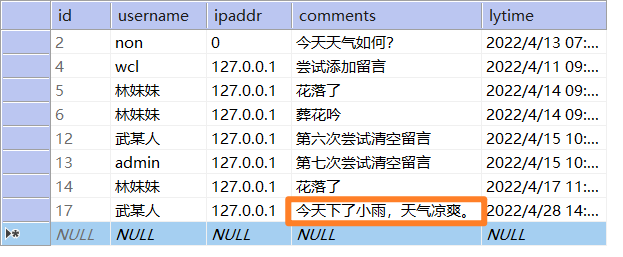 id username ipaddr comments lytime
2 non 0 今天天气如何? 2022/4/13 07:...
4 wcl 127.0.0.1 尝试添加留言 2022/4/11 09:...
5 林妹妹 127.0.0.1 花落了 2022/4/14 09:...
6 林妹妹 127.0.0.1 葬花吟 2022/4/14 09:...
12 武某人 127.0.0.1 第六次尝试清空留言 2022/4/15 10:...
13 admin 127.0.0.1 第七次尝试清空留言 2022/4/15 10:...
14 林妹妹 127.0.0.1 花落了 2022/4/17 11:...
17 武某人 127.0.0.1 今天下了小雨，天气凉爽。 2022/4/28 14:...
NULL NULL NULL NULL NULL